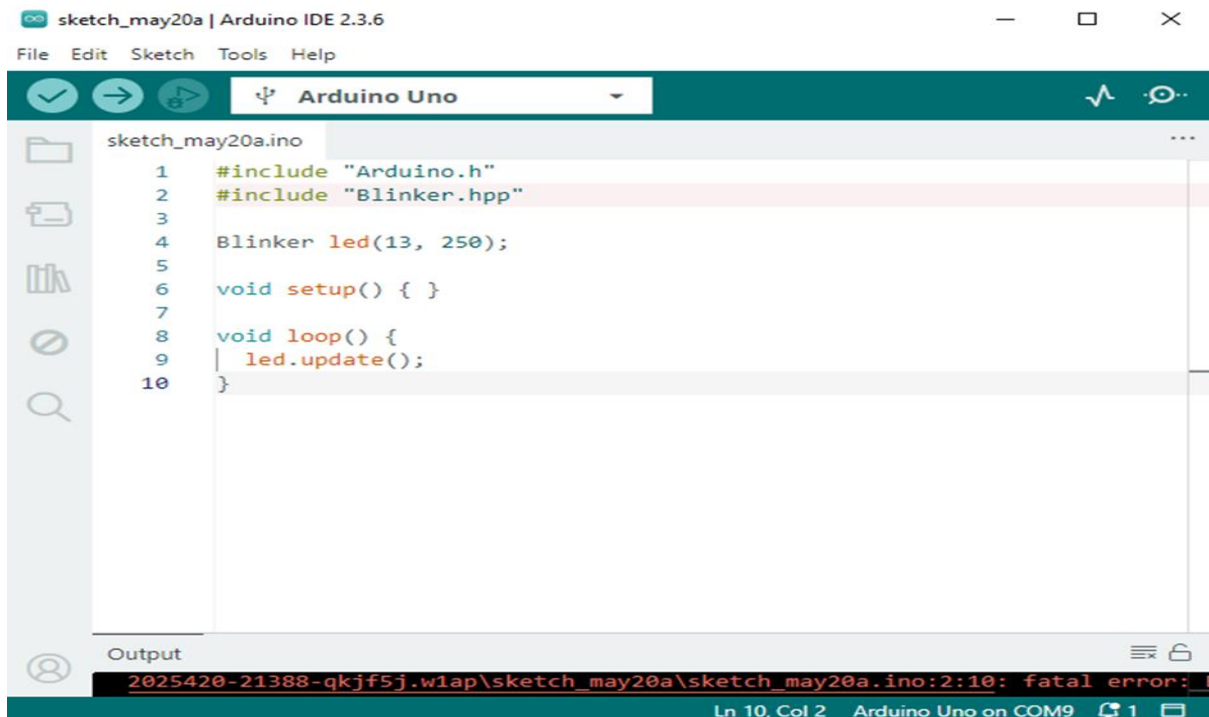 sketch_may20a | Arduino IDE 2.3.6
File Edit Sketch Tools Help
Arduino Uno
sketch_may20a.ino
1 #include "Arduino.h"
2 #include "Blinker.hpp"
3
4 Blinker led(13, 250);
5
6 void setup() { }
7
8 void loop() {
9 led.update();
10 }
Output
2025420-21388-qkjf5j.w1ap\sketch_may20a\sketch_may20a.ino:2:10: fatal error:
Ln 10, Col 2 Arduino Uno on COM9 1